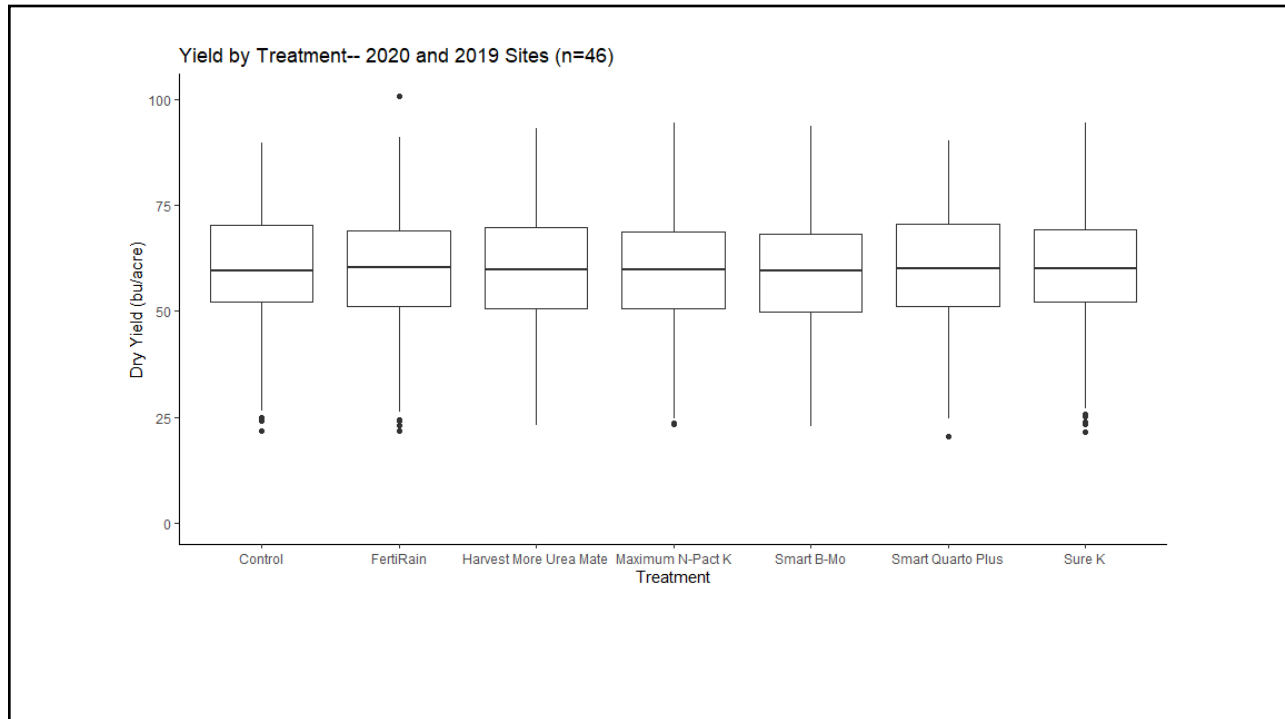 Yield by Treatment-- 2020 and 2019 Sites (n=46)
100
75
50
25
0
Dry Yield (bu/acre)
Control FertiRain Harvest More Urea Mate Maximum N-Pact K Smart B-Mo Smart Quarto Plus Sure K
Treatment